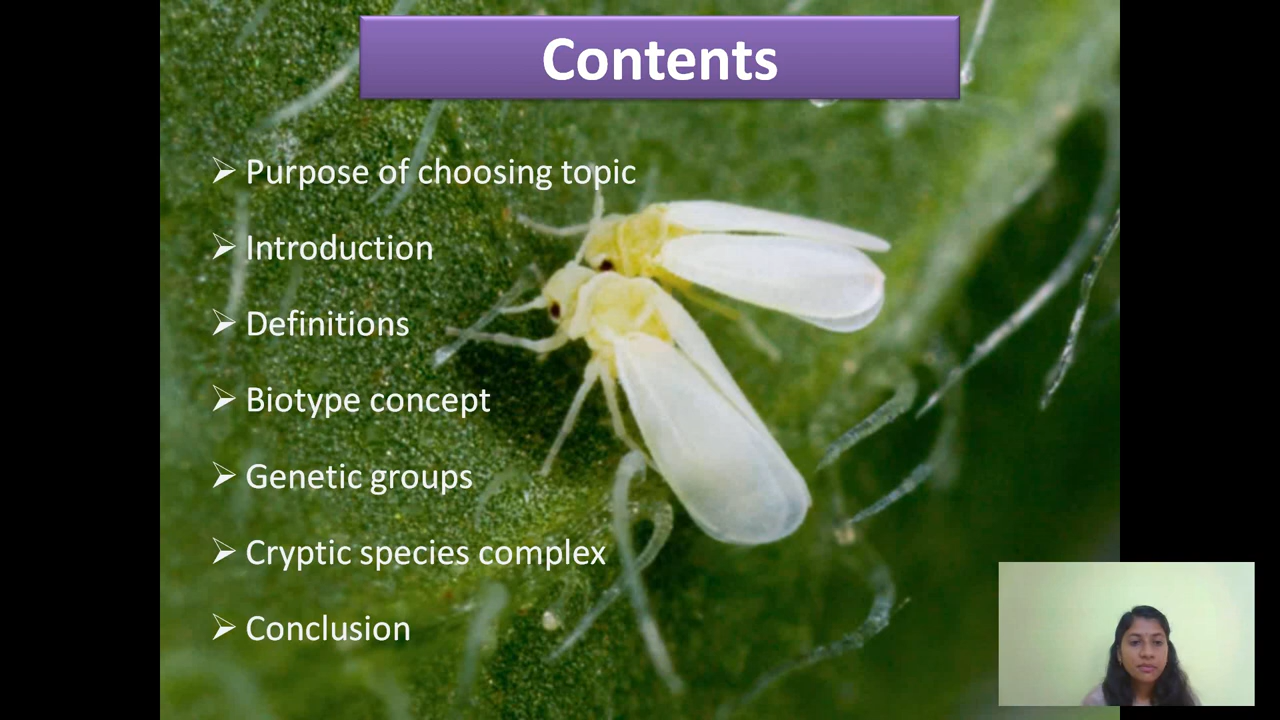 Contents
Purpose of choosing topic
Introduction
Definitions
Biotype concept
Genetic groups
Cryptic species complex
Conclusion